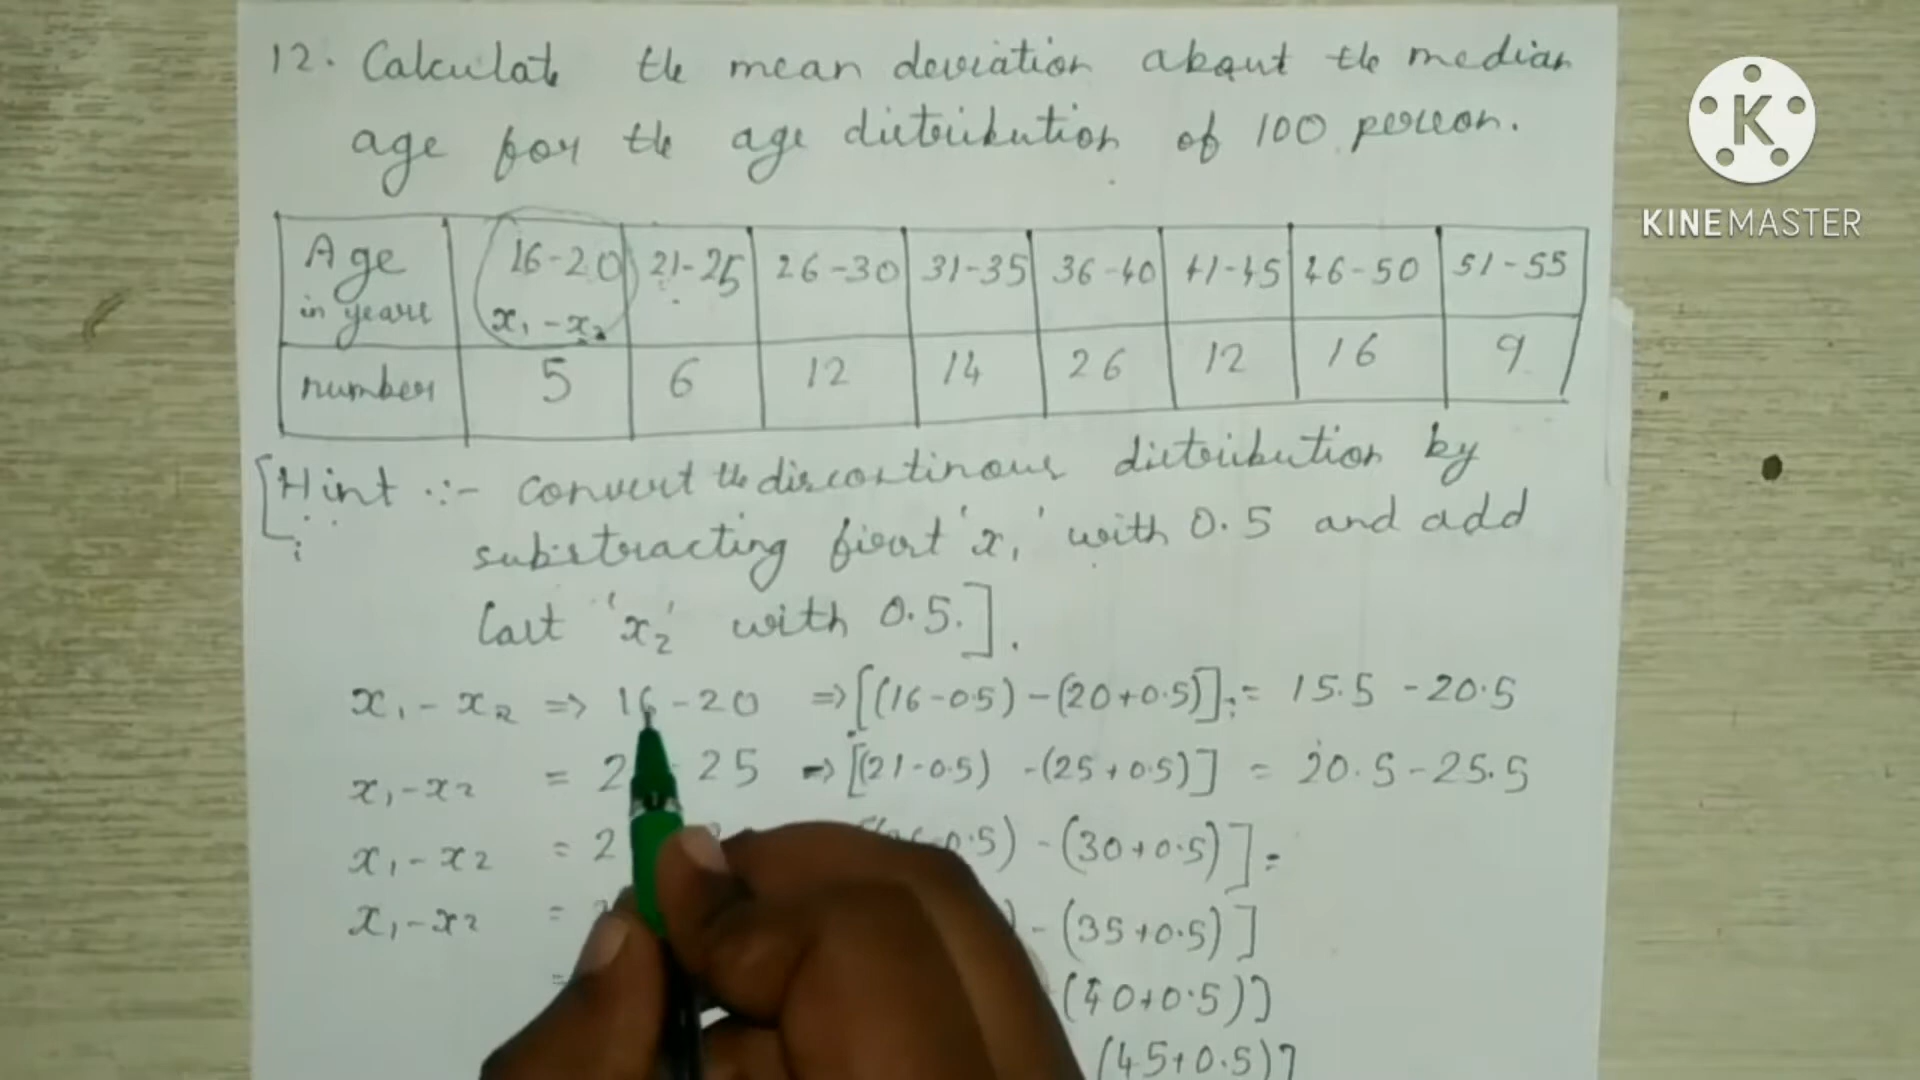 12. Calculate the mean deviation about the median
age for the age distribution of 100 person.
Age in years 16-20 x₁-x₂ 21-25 26-30 31-35 36-40 41-45 46-50 51-55
number 5 6 12 14 26 12 16 9
[Hint :- convert the discontinous distribution by
substracting first 'x₁' with 0.5 and add
last 'x₂' with 0.5.].
x₁-x₂ => 16-20 => [(16-0.5) - (20+0.5)] = 15.5 - 20.5
x₁-x₂ = 25 => [(21-0.5) - (25+0.5)] = 20.5 - 25.5
x₁-x₂ = 2 0.5) - (30+0.5)] =
x₁-x₂ = ) - (35+0.5)]
= (40+0.5)]
(45+0.5)]
KINEMASTER